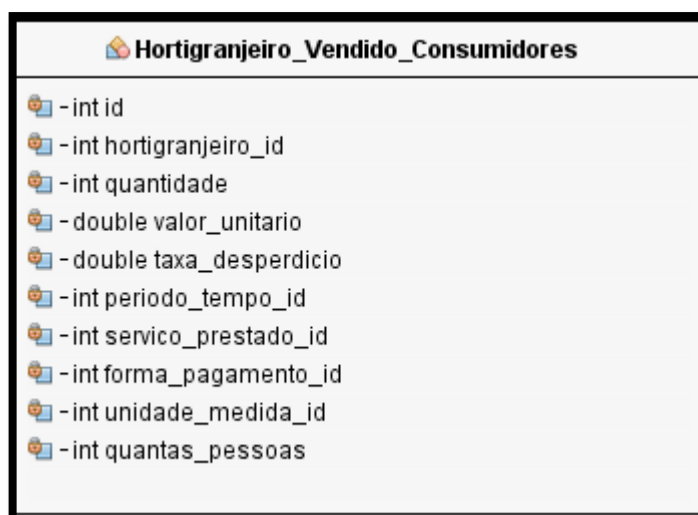 Hortigranjeiro_Vendido_Consumidores
-int id
-int hortigranjeiro_id
-int quantidade
-double valor_unitario
-double taxa_desperdicio
-int periodo_tempo_id
-int servico_prestado_id
-int forma_pagamento_id
-int unidade_medida_id
-int quantas_pessoas